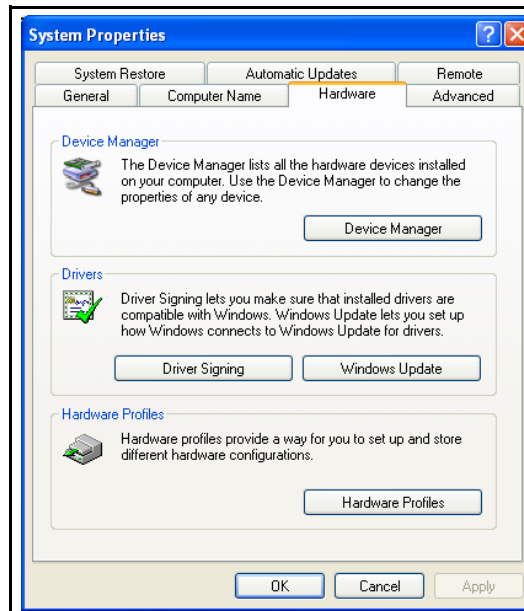 System Properties
System Restore Automatic Updates Remote
General Computer Name Hardware Advanced
Device Manager
The Device Manager lists all the hardware devices installed
on your computer. Use the Device Manager to change the
properties of any device.
Device Manager
Drivers
Driver Signing lets you make sure that installed drivers are
compatible with Windows. Windows Update lets you set up
how Windows connects to Windows Update for drivers.
Driver Signing Windows Update
Hardware Profiles
Hardware profiles provide a way for you to set up and store
different hardware configurations.
Hardware Profiles
OK Cancel Apply